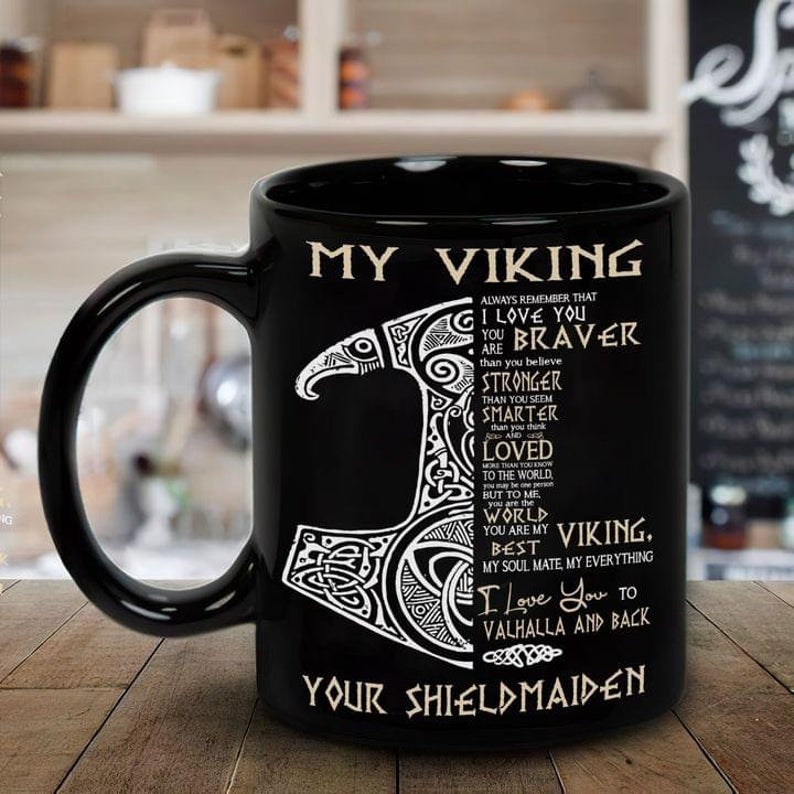 MY VIKING
ALWAYS REMEMBER THAT
I LOVE YOU
YOU ARE BRAVER
than you believe
STRONGER
THAN YOU SEEM
SMARTER
than you think
AND
LOVED
MORE THAN YOU KNOW
TO THE WORLD,
you may be one person
BUT TO ME,
you are the
WORLD
YOU ARE MY
BEST VIKING,
MY SOUL MATE, MY EVERYTHING
I Love You TO
VALHALLA AND BACK
YOUR SHIELDMAIDEN
NG